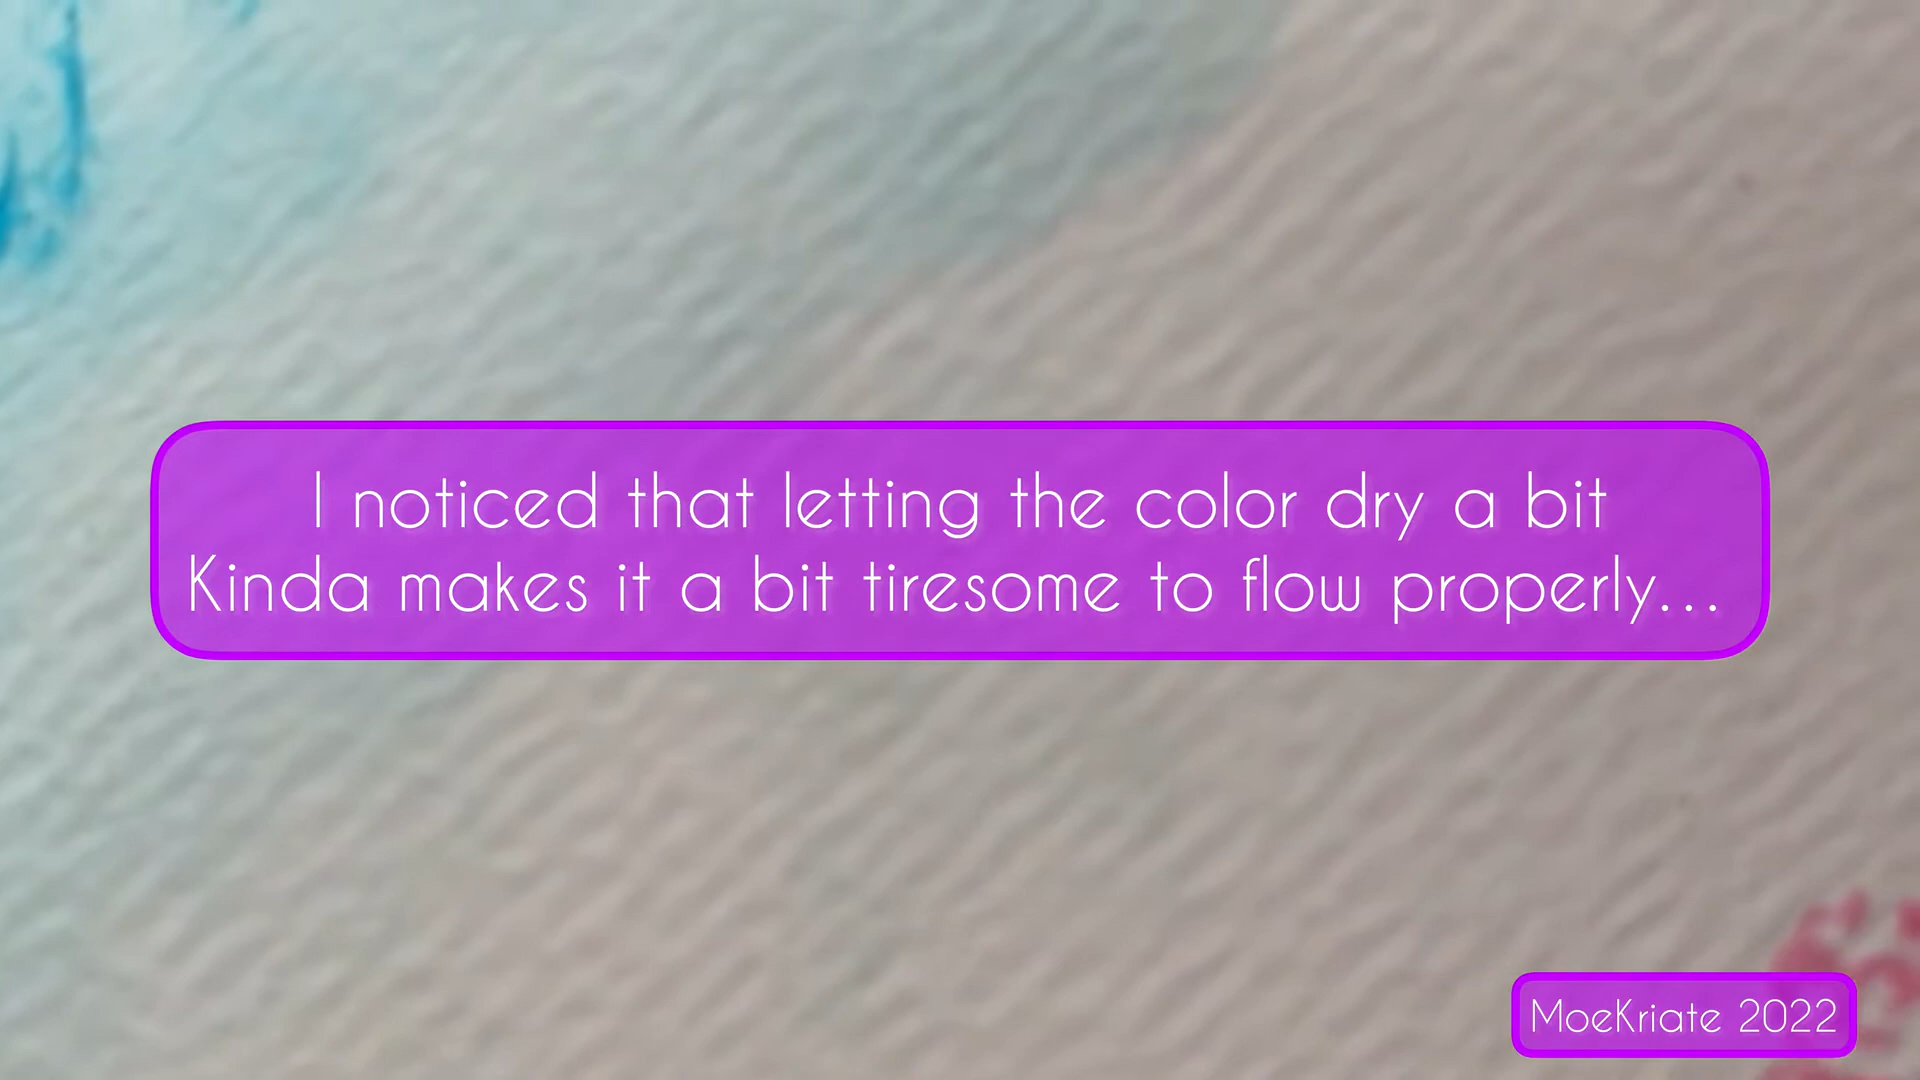 I noticed that letting the color dry a bit
Kinda makes it a bit tiresome to flow properly...
MoeKriate 2022